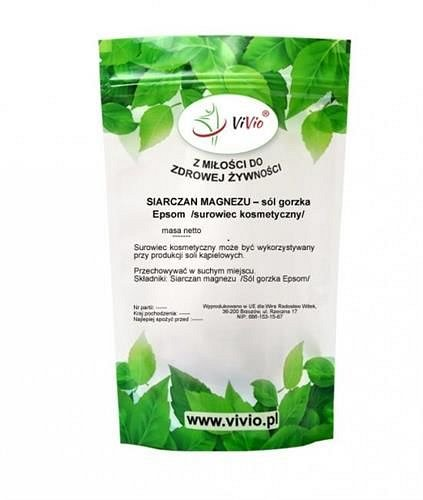 ViVio®
Z MIŁOŚCI DO
ZDROWEJ ŻYWNOŚCI
SIARCZAN MAGNEZU – sól gorzka
Epsom /surowiec kosmetyczny/
masa netto
Surowiec kosmetyczny może być wykorzystywany
przy produkcji soli kąpielowych.
Przechowywać w suchym miejscu.
Składniki: Siarczan magnezu /Sól gorzka Epsom/
Nr partii: -----
Kraj pochodzenia: -----
Najlepiej spożyć przed : -----
Wyprodukowano w UE dla:Wire Radosław Witek,
36-200 Brzozów, ul. Rzeczna 17
NIP: 686-153-15-67
www.vivio.pl